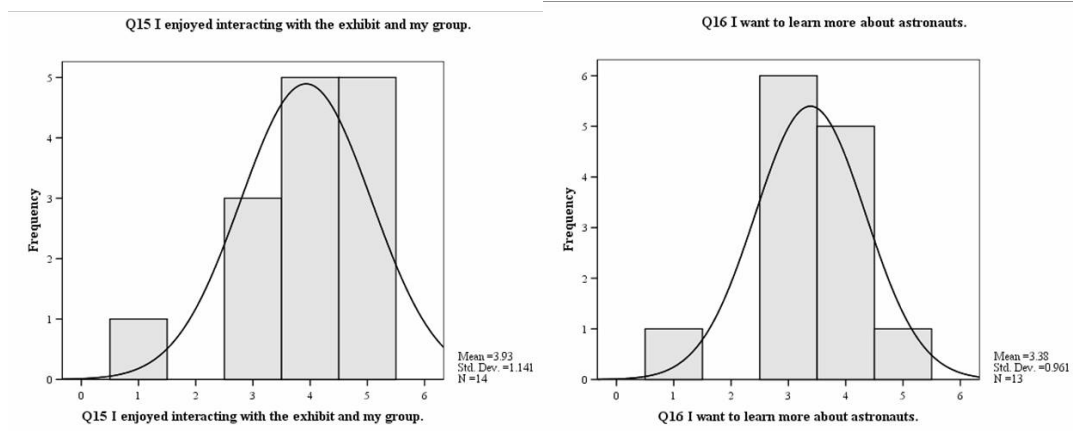 Q15 I enjoyed interacting with the exhibit and my group.
5
4
3
2
1
0
Frequency
0 1 2 3 4 5 6
Mean =3.93
Std. Dev. =1.141
N =14
Q15 I enjoyed interacting with the exhibit and my group.
Q16 I want to learn more about astronauts.
6
5
4
3
2
1
0
Frequency
0 1 2 3 4 5 6
Mean =3.38
Std. Dev. =0.961
N =13
Q16 I want to learn more about astronauts.